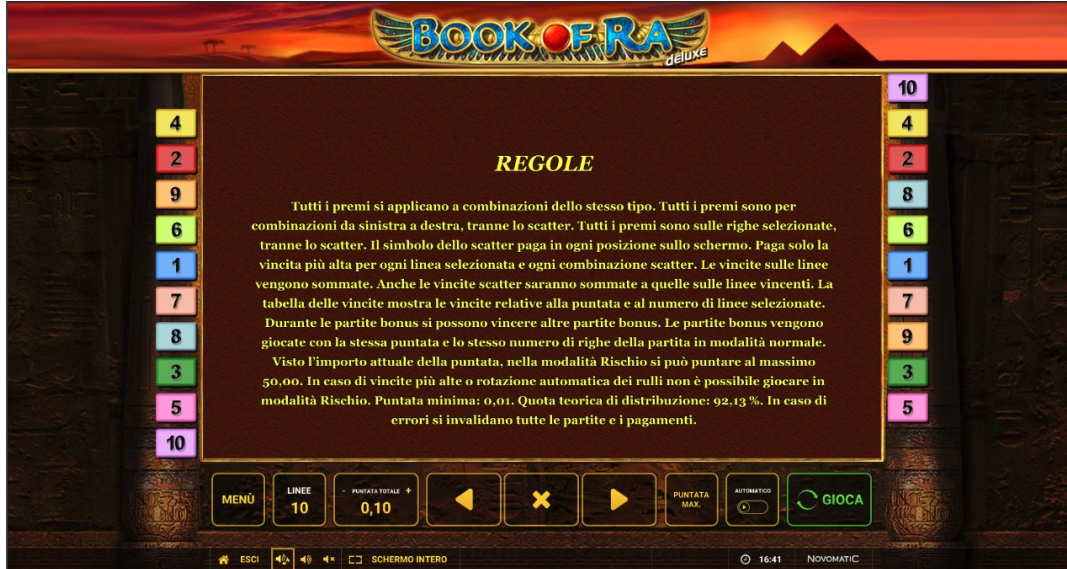 BOOK OF RA
deluxe
10
4
4
2
2
9
8
6
6
1
1
7
7
8
9
3
3
5
5
10
REGOLE
Tutti i premi si applicano a combinazioni dello stesso tipo. Tutti i premi sono per
combinazioni da sinistra a destra, tranne lo scatter. Tutti i premi sono sulle righe selezionate,
tranne lo scatter. Il simbolo dello scatter paga in ogni posizione sullo schermo. Paga solo la
vincita più alta per ogni linea selezionata e ogni combinazione scatter. Le vincite sulle linee
vengono sommate. Anche le vincite scatter saranno sommate a quelle sulle linee vincenti. La
tabella delle vincite mostra le vincite relative alla puntata e al numero di linee selezionate.
Durante le partite bonus si possono vincere altre partite bonus. Le partite bonus vengono
giocate con la stessa puntata e lo stesso numero di righe della partita in modalità normale.
Visto l'importo attuale della puntata, nella modalità Rischio si può puntare al massimo
50,00. In caso di vincite più alte o rotazione automatica dei rulli non è possibile giocare in
modalità Rischio. Puntata minima: 0,01. Quota teorica di distribuzione: 92,13 %. In caso di
errori si invalidano tutte le partite e i pagamenti.
MENÙ
LINEE
10
- PUNTATA TOTALE +
0,10
PUNTATA
MAX.
AUTOMATICO
GIOCA
ESCI
SCHERMO INTERO
16:41
NOVOMATIC